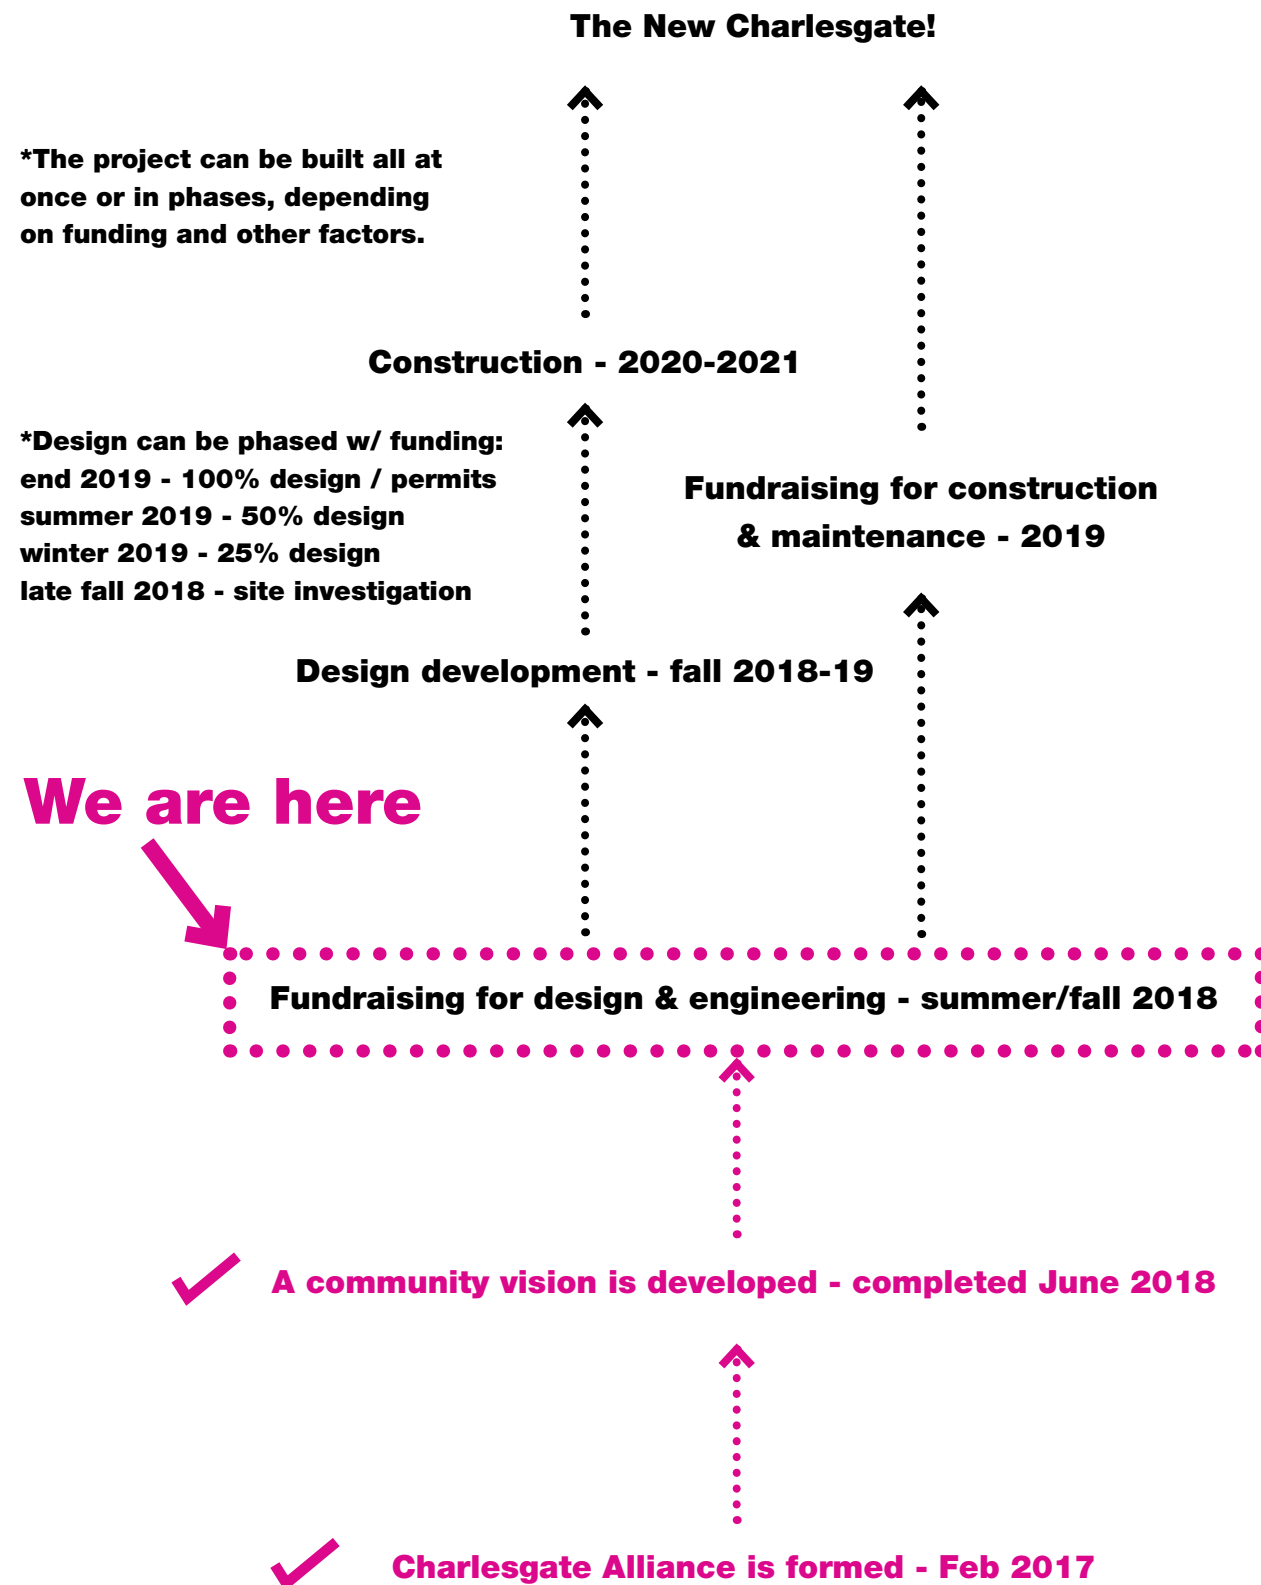 The New Charlesgate!
*The project can be built all at
once or in phases, depending
on funding and other factors.
Construction - 2020-2021
*Design can be phased w/ funding:
end 2019 - 100% design / permits
summer 2019 - 50% design
winter 2019 - 25% design
late fall 2018 - site investigation
Fundraising for construction
& maintenance - 2019
Design development - fall 2018-19
We are here
Fundraising for design & engineering - summer/fall 2018
A community vision is developed - completed June 2018
Charlesgate Alliance is formed - Feb 2017